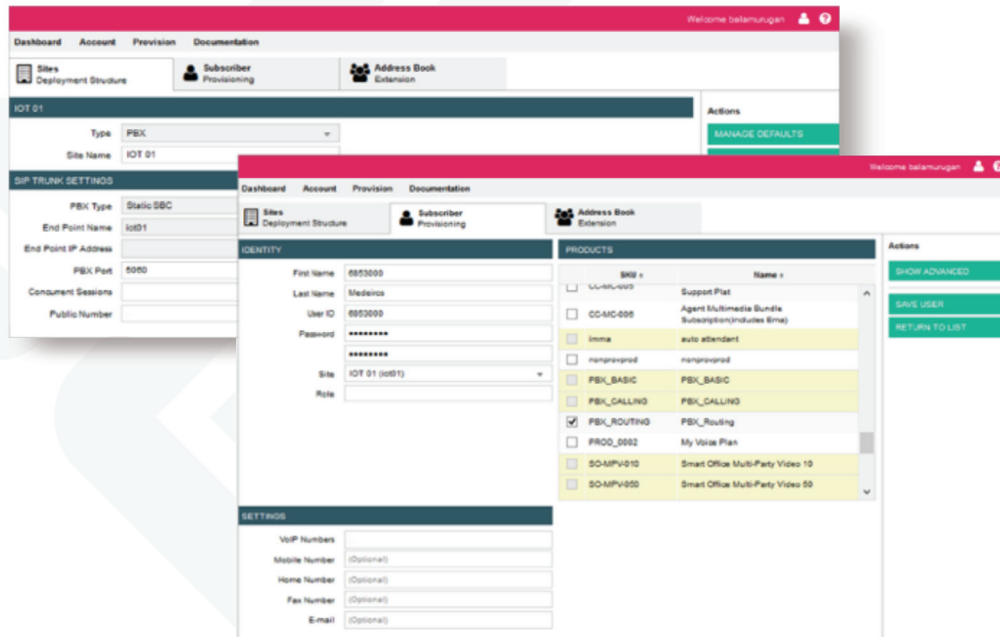 Welcome balamurugan
Dashboard Account Provision Documentation
Sites
Deployment Structure
Subscriber
Provisioning
Address Book
Extension
IOT 01
Type PBX
Site Name IOT 01
SIP TRUNK SETTINGS
PBX Type Static SBC
End Point Name iot01
End Point IP Address
PBX Port 5060
Concurrent Sessions
Public Number
Actions
MANAGE DEFAULTS
Welcome balamurugan
Dashboard Account Provision Documentation
Sites
Deployment Structure
Subscriber
Provisioning
Address Book
Extension
IDENTITY
First Name 6853000
Last Name Medeiros
User ID 6853000
Password ••••••••
••••••••
Site IOT 01 (iot01)
Role
PRODUCTS
SKU Name
CC-MC-005 Support Plat
CC-MC-006 Agent Multimedia Bundle
Subscription(includes Ema)
Imma auto attendant
nonprovprod nonprovprod
PBX_BASIC PBX_BASIC
PBX_CALLING PBX_CALLING
PBX_ROUTING PBX_Routing
PROD_0002 My Voice Plan
SO-MPV-010 Smart Office Multi-Party Video 10
SO-MPV-050 Smart Office Multi-Party Video 50
Actions
SHOW ADVANCED
SAVE USER
RETURN TO LIST
SETTINGS
VoIP Numbers
Mobile Number (Optional)
Home Number (Optional)
Fax Number (Optional)
E-mail (Optional)